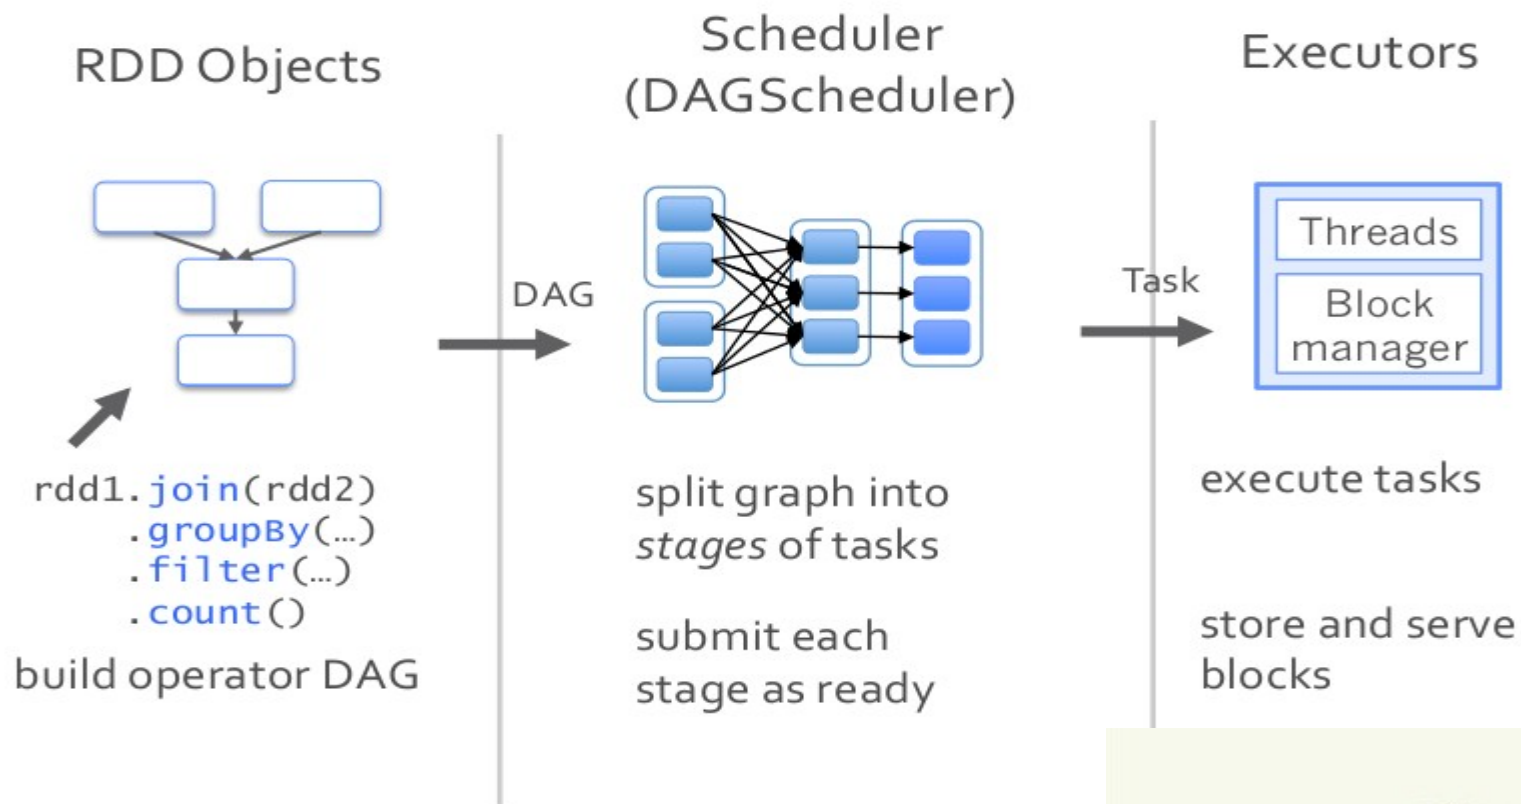 RDD Objects
rdd1.join(rdd2)
.groupBy(…)
.filter(…)
.count()
build operator DAG
DAG
Scheduler
(DAGScheduler)
split graph into
stages of tasks
submit each
stage as ready
Task
Executors
Threads
Block
manager
execute tasks
store and serve
blocks